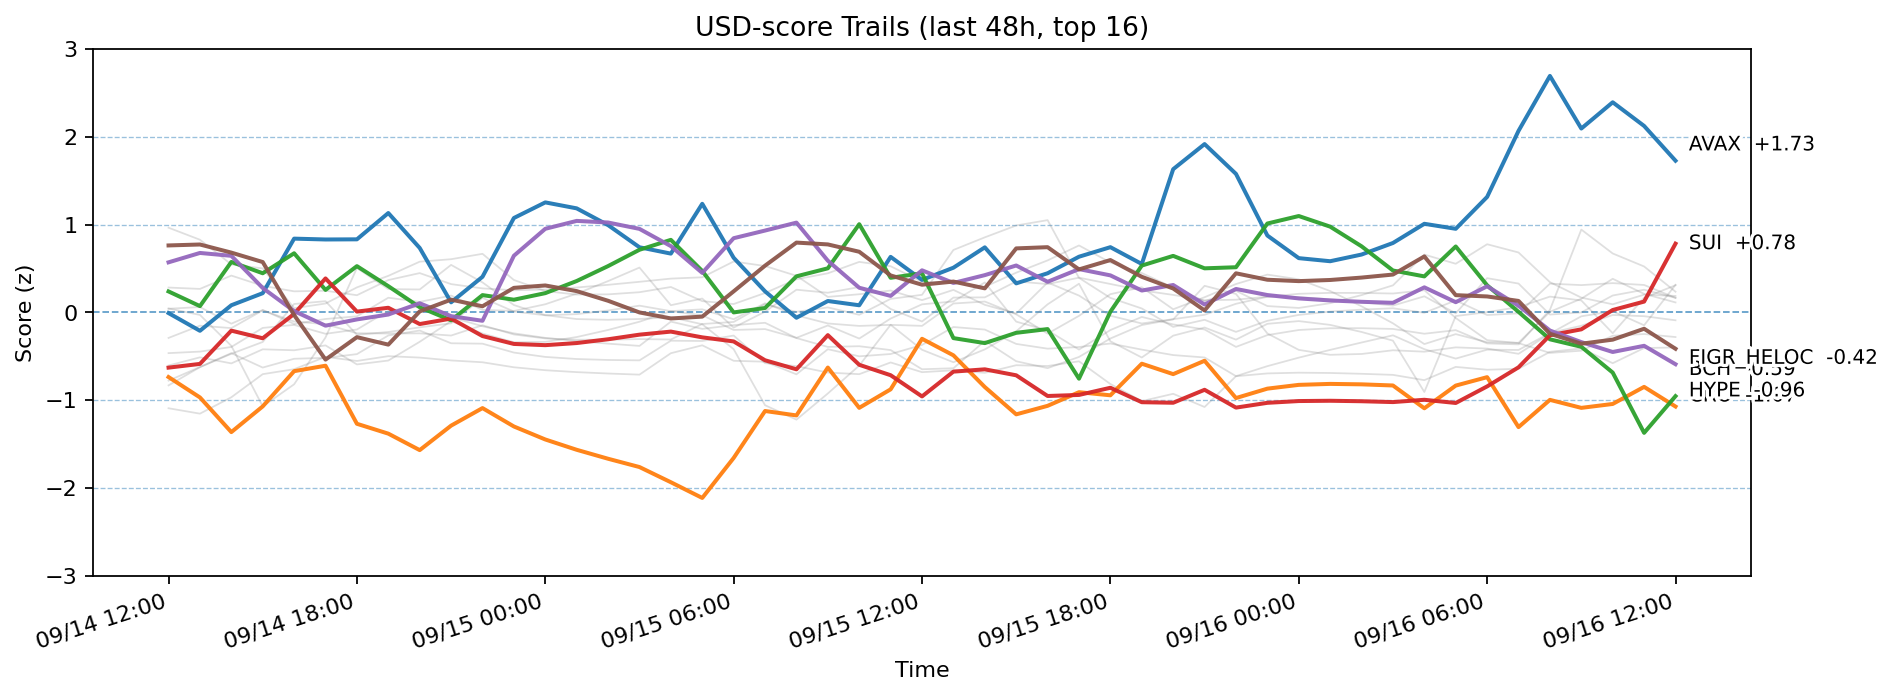 USD-score Trails (last 48h, top 16)
3
2
1
0
−1
−2
−3
Score (z)
AVAX +1.73
SUI +0.78
FIGR_HELOC -0.42
BCH -0.59
HYPE -0.96
09/14 12:00
09/14 18:00
09/15 00:00
09/15 06:00
09/15 12:00
09/15 18:00
09/16 00:00
09/16 06:00
09/16 12:00
Time